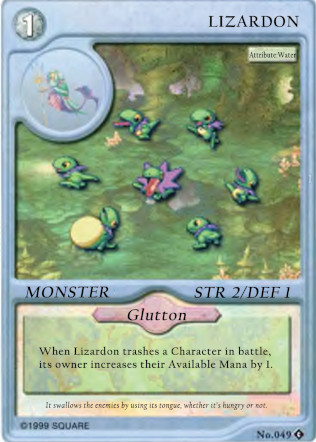 1
LIZARDON
Attribute:Water
MONSTER
STR 2/DEF 1
Glutton
When Lizardon trashes a Character in battle,
its owner increases their Available Mana by 1.
It swallows the enemies by using its tongue, whether it's hungry or not.
©1999 SQUARE
No.049